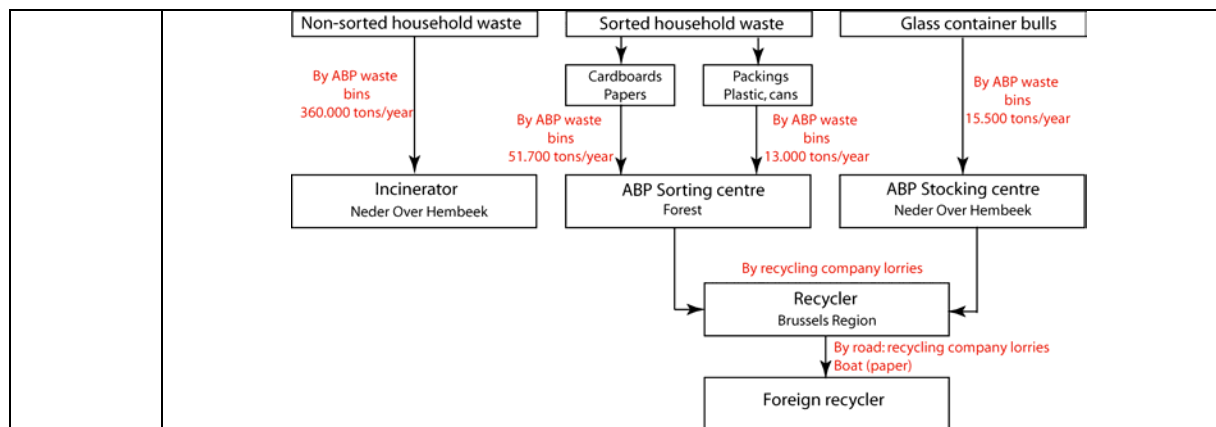 Non-sorted household waste
Sorted household waste
Glass container bulls
By ABP waste
bins
360.000 tons/year
Cardboards
Papers
Packings
Plastic, cans
By ABP waste
bins
15.500 tons/year
By ABP waste
bins
51.700 tons/year
By ABP waste
bins
13.000 tons/year
Incinerator
Neder Over Hembeek
ABP Sorting centre
Forest
ABP Stocking centre
Neder Over Hembeek
By recycling company lorries
Recycler
Brussels Region
By road: recycling company lorries
Boat (paper)
Foreign recycler